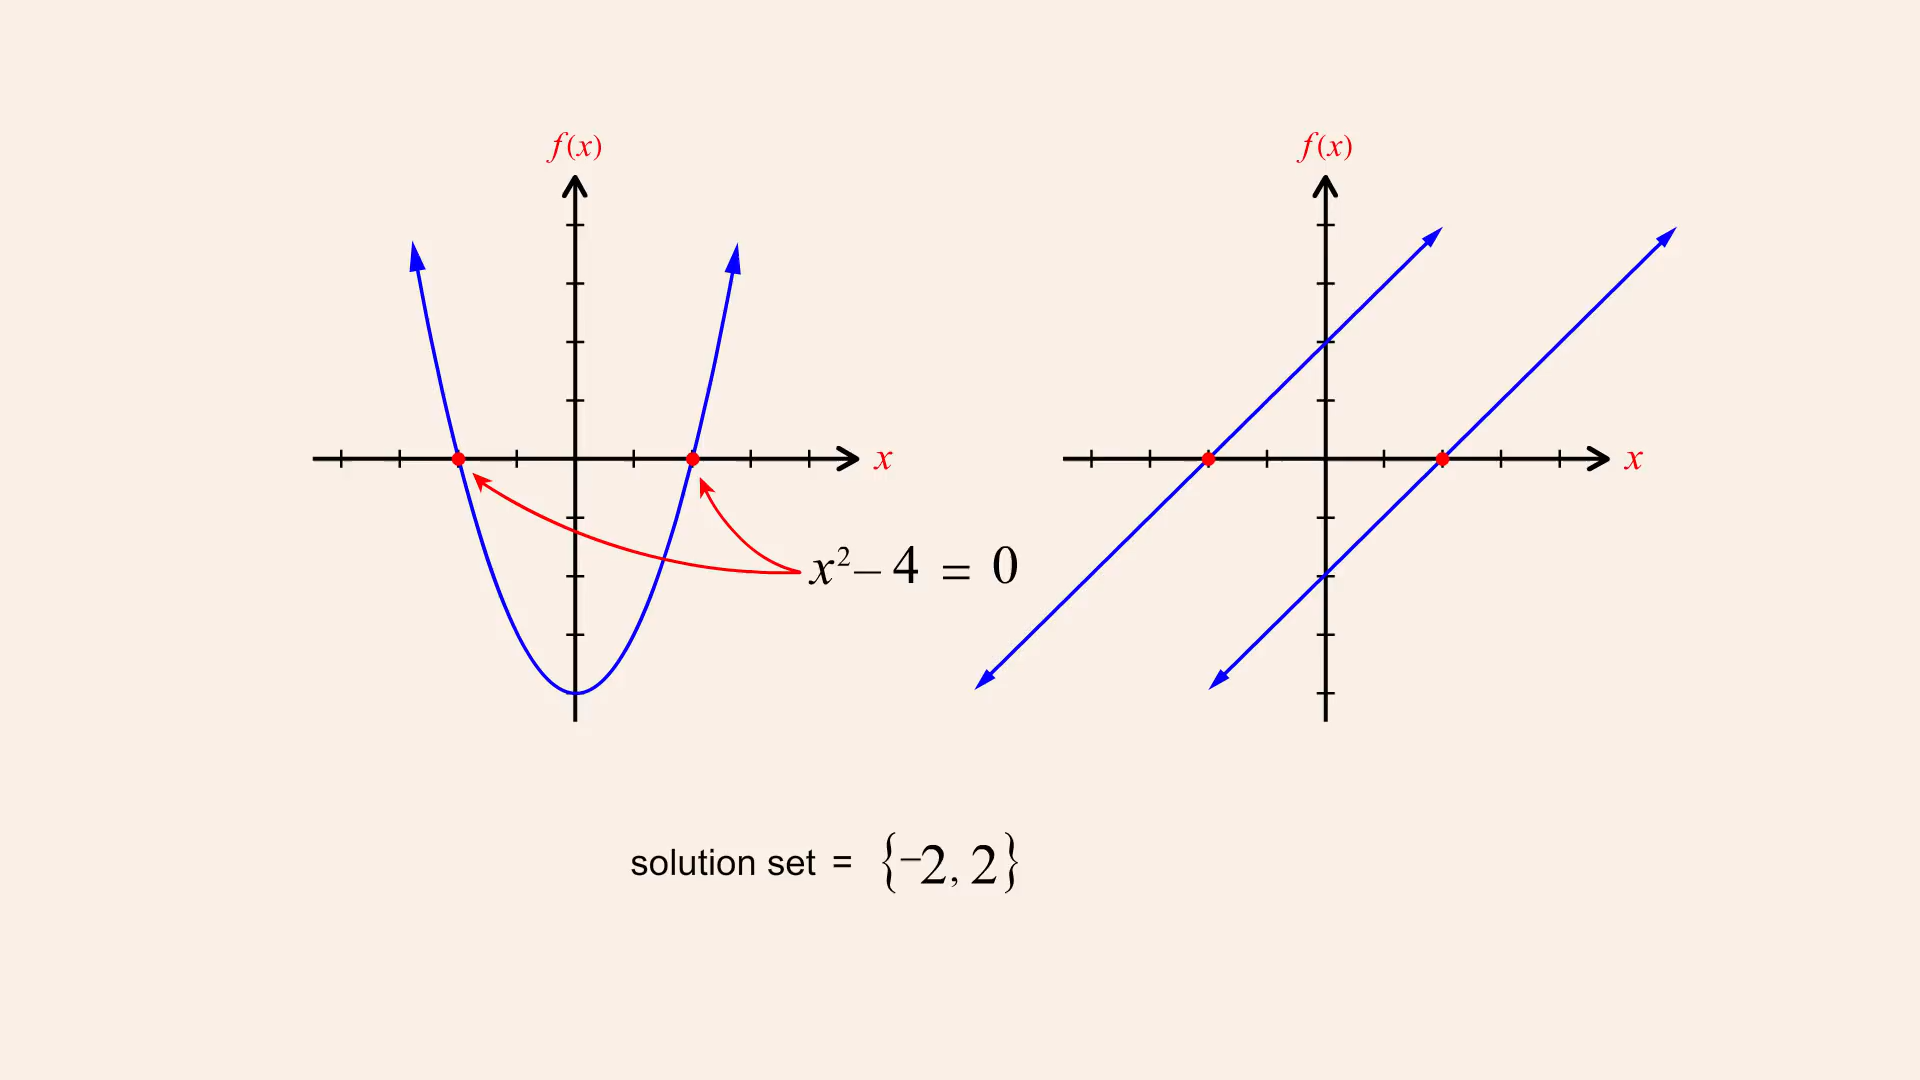 f(x)
f(x)
x
x
x² – 4 = 0
solution set = {−2, 2}